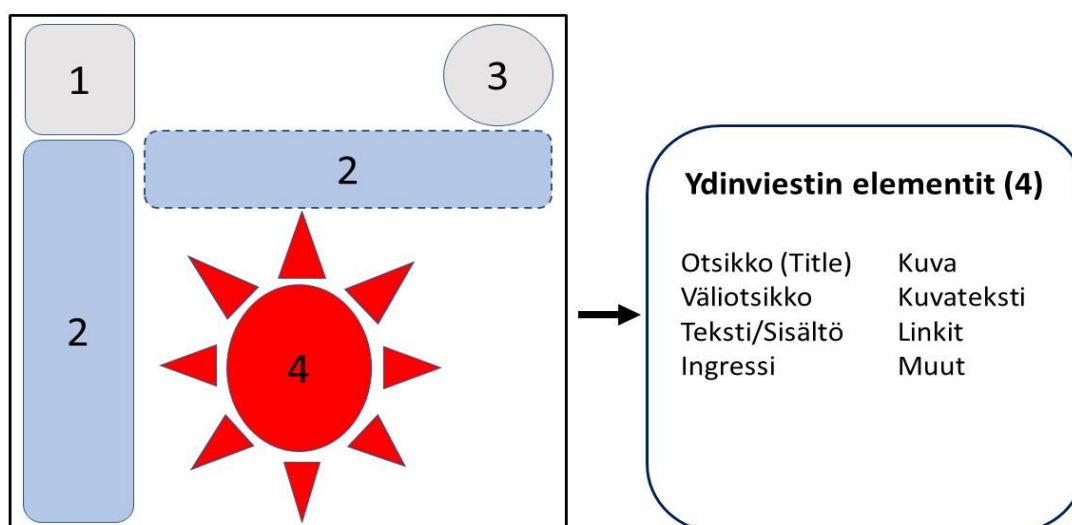 1
3
2
2
4
Ydinviestin elementit (4)
Otsikko (Title) Kuva
Väliotsikko Kuvateksti
Teksti/Sisältö Linkit
Ingressi Muut